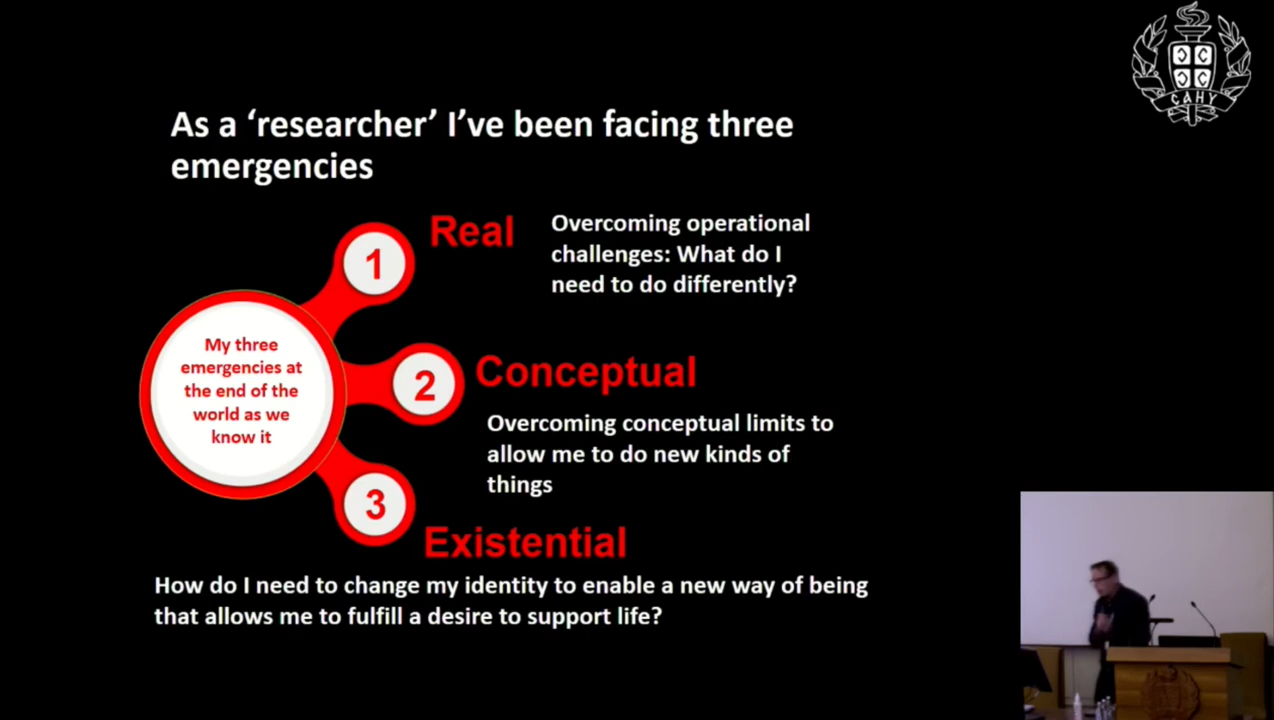 As a ‘researcher’ I’ve been facing three
emergencies
My three
emergencies at
the end of the
world as we
know it
1
Real
Overcoming operational
challenges: What do I
need to do differently?
2
Conceptual
Overcoming conceptual limits to
allow me to do new kinds of
things
3
Existential
How do I need to change my identity to enable a new way of being
that allows me to fulfill a desire to support life?
САНУ